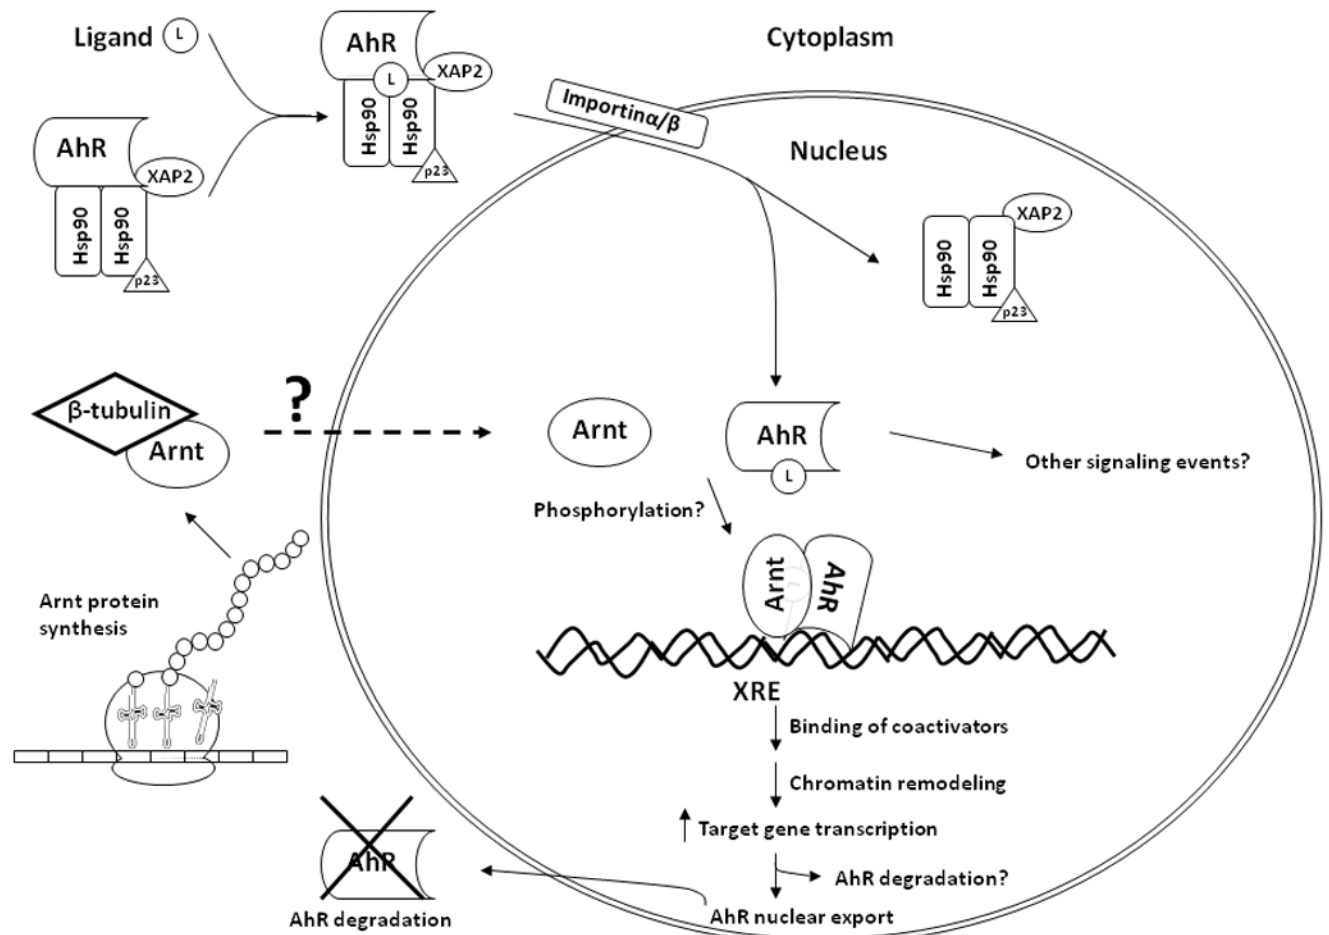 Ligand
L
AhR
XAP2
L
Hsp90
Hsp90
p23
AhR
XAP2
Hsp90
Hsp90
p23
Importinα/β
Cytoplasm
Nucleus
XAP2
Hsp90
Hsp90
p23
β-tubulin
Arnt
?
Arnt
AhR
L
Other signaling events?
Phosphorylation?
Arnt
AhR
Arnt protein
synthesis
XRE
Binding of coactivators
Chromatin remodeling
Target gene transcription
AhR degradation?
AhR nuclear export
AhR
AhR degradation